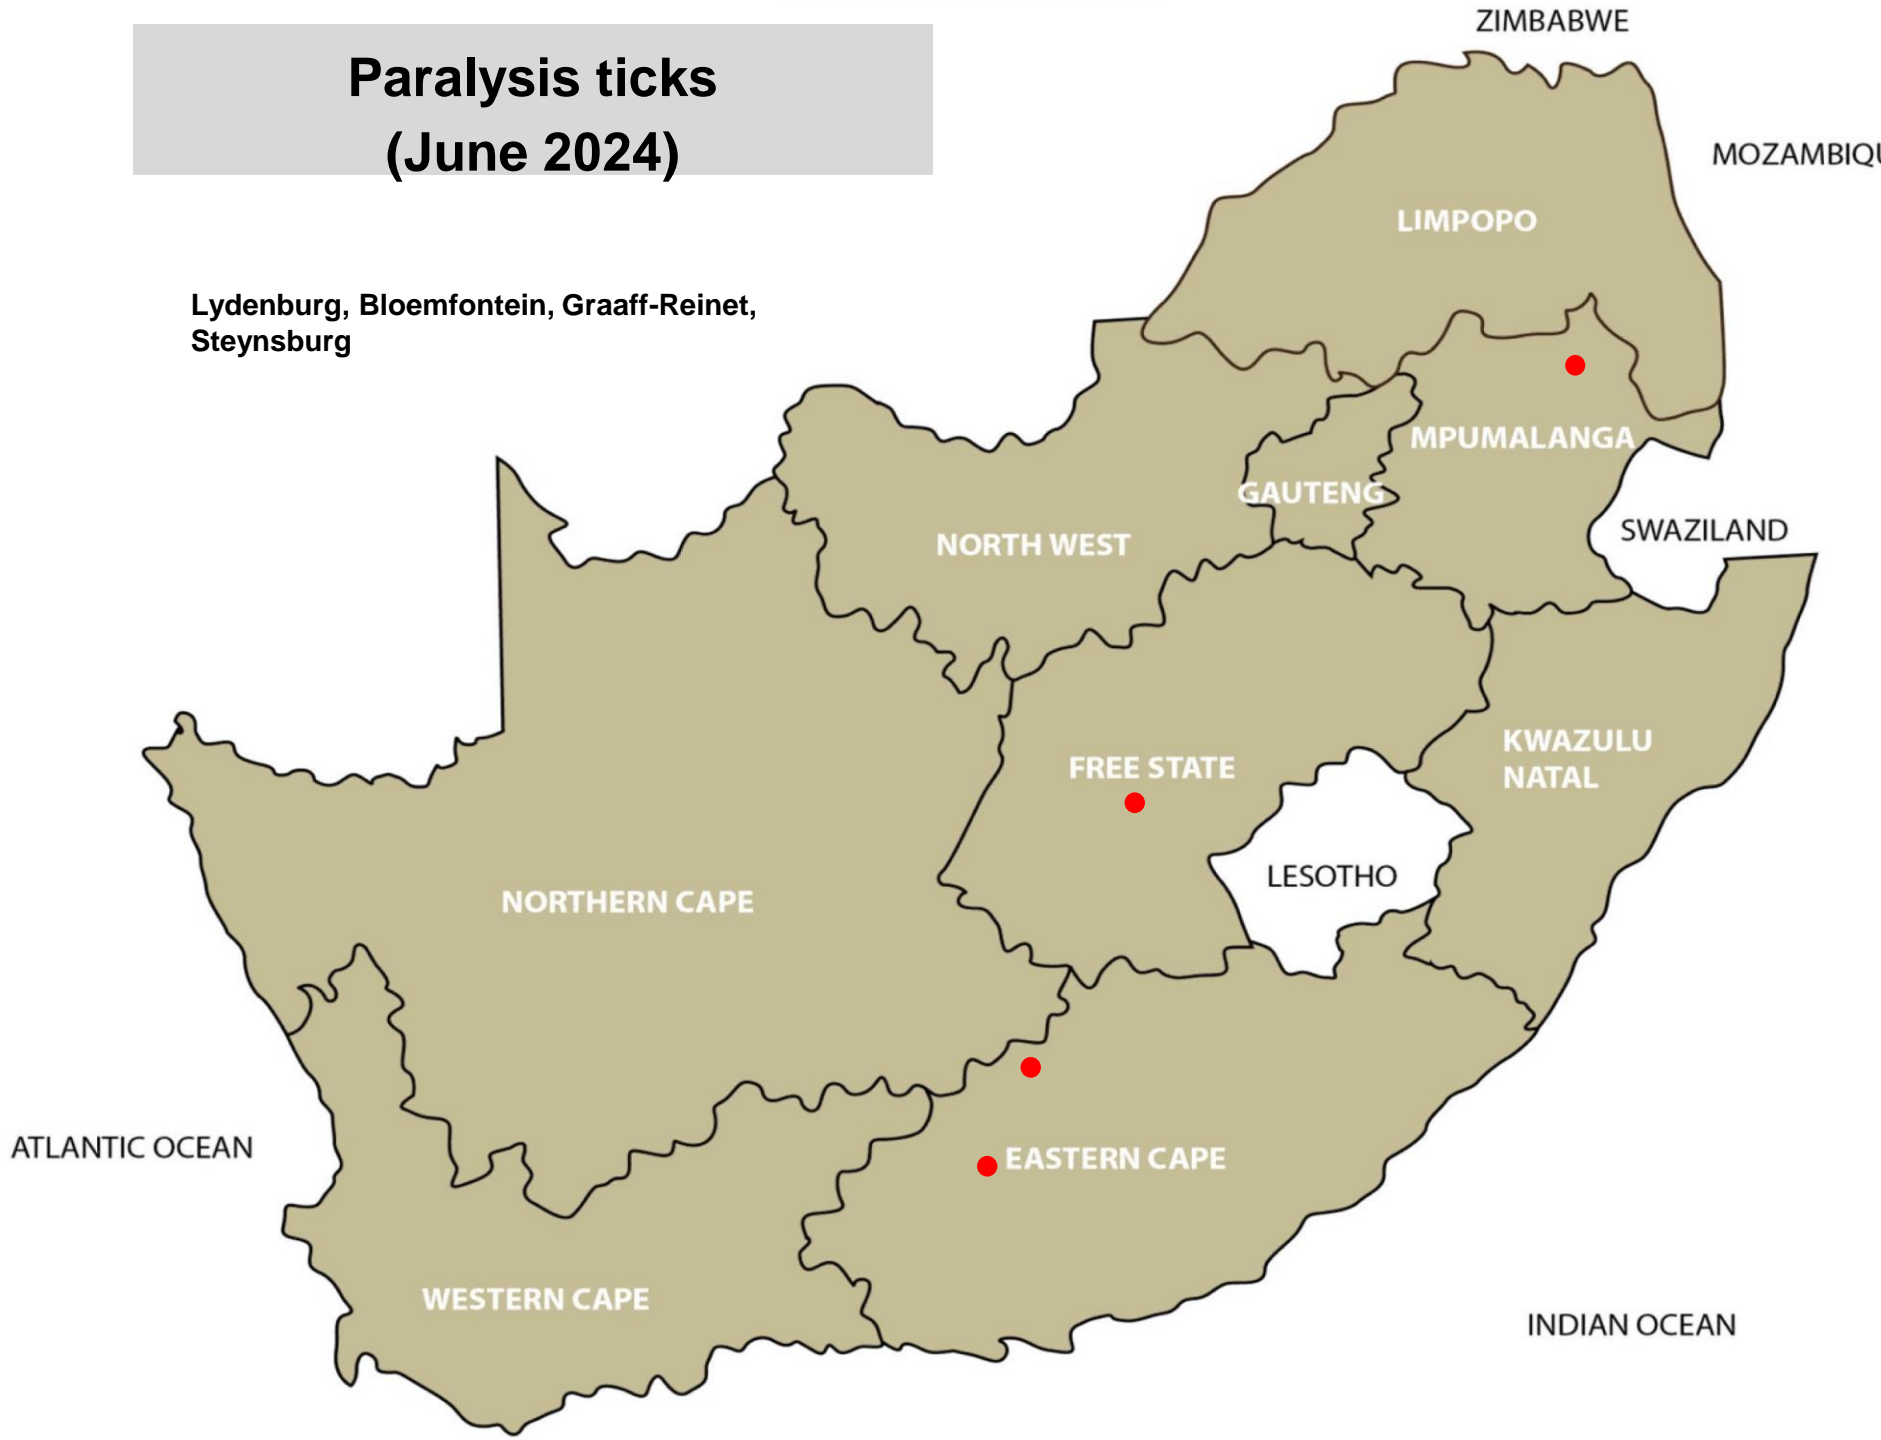 ZIMBABWE
Paralysis ticks
(June 2024)
MOZAMBIQU
LIMPOPO
Lydenburg, Bloemfontein, Graaff-Reinet,
Steynsburg
MPUMALANGA
GAUTENG
SWAZILAND
NORTH WEST
KWAZULU
NATAL
FREE STATE
LESOTHO
NORTHERN CAPE
ATLANTIC OCEAN
EASTERN CAPE
WESTERN CAPE
INDIAN OCEAN